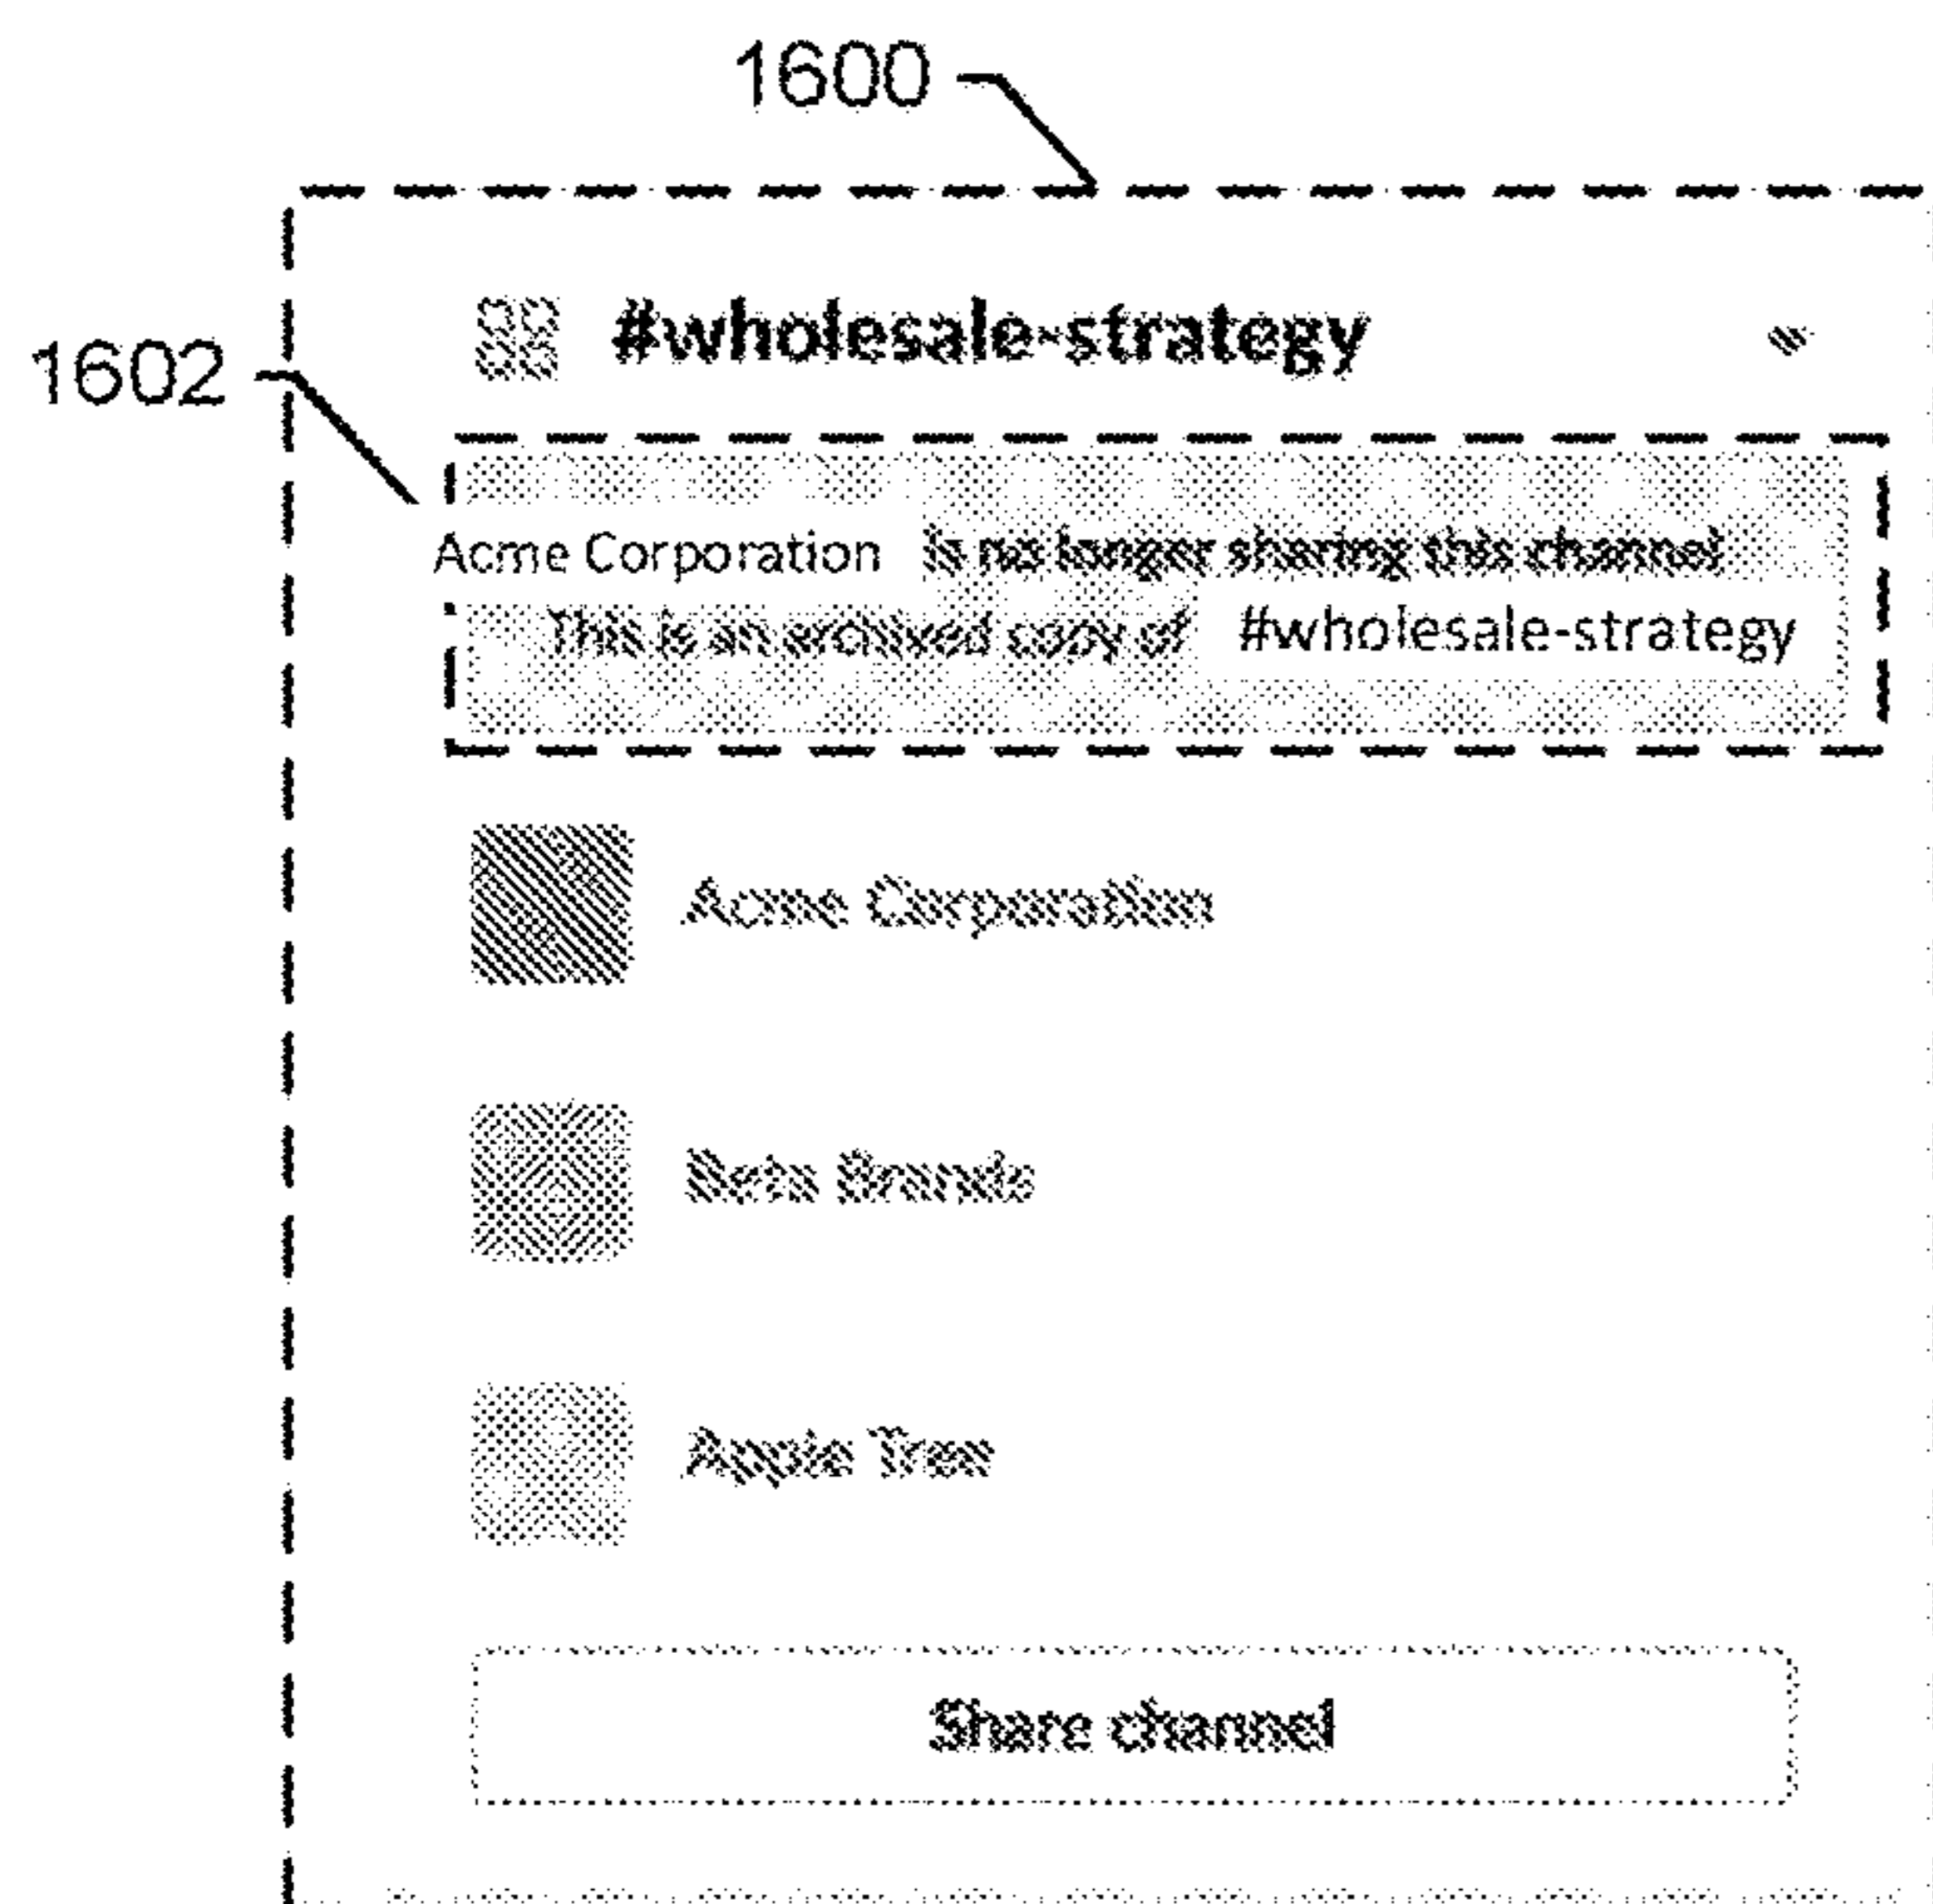 1600
#wholesale-strategy
1602
Acme Corporation is no longer sharing this channel
This is an archived copy of #wholesale-strategy
Acme Corporation
Beta Brands
Apple Tree
Share channel